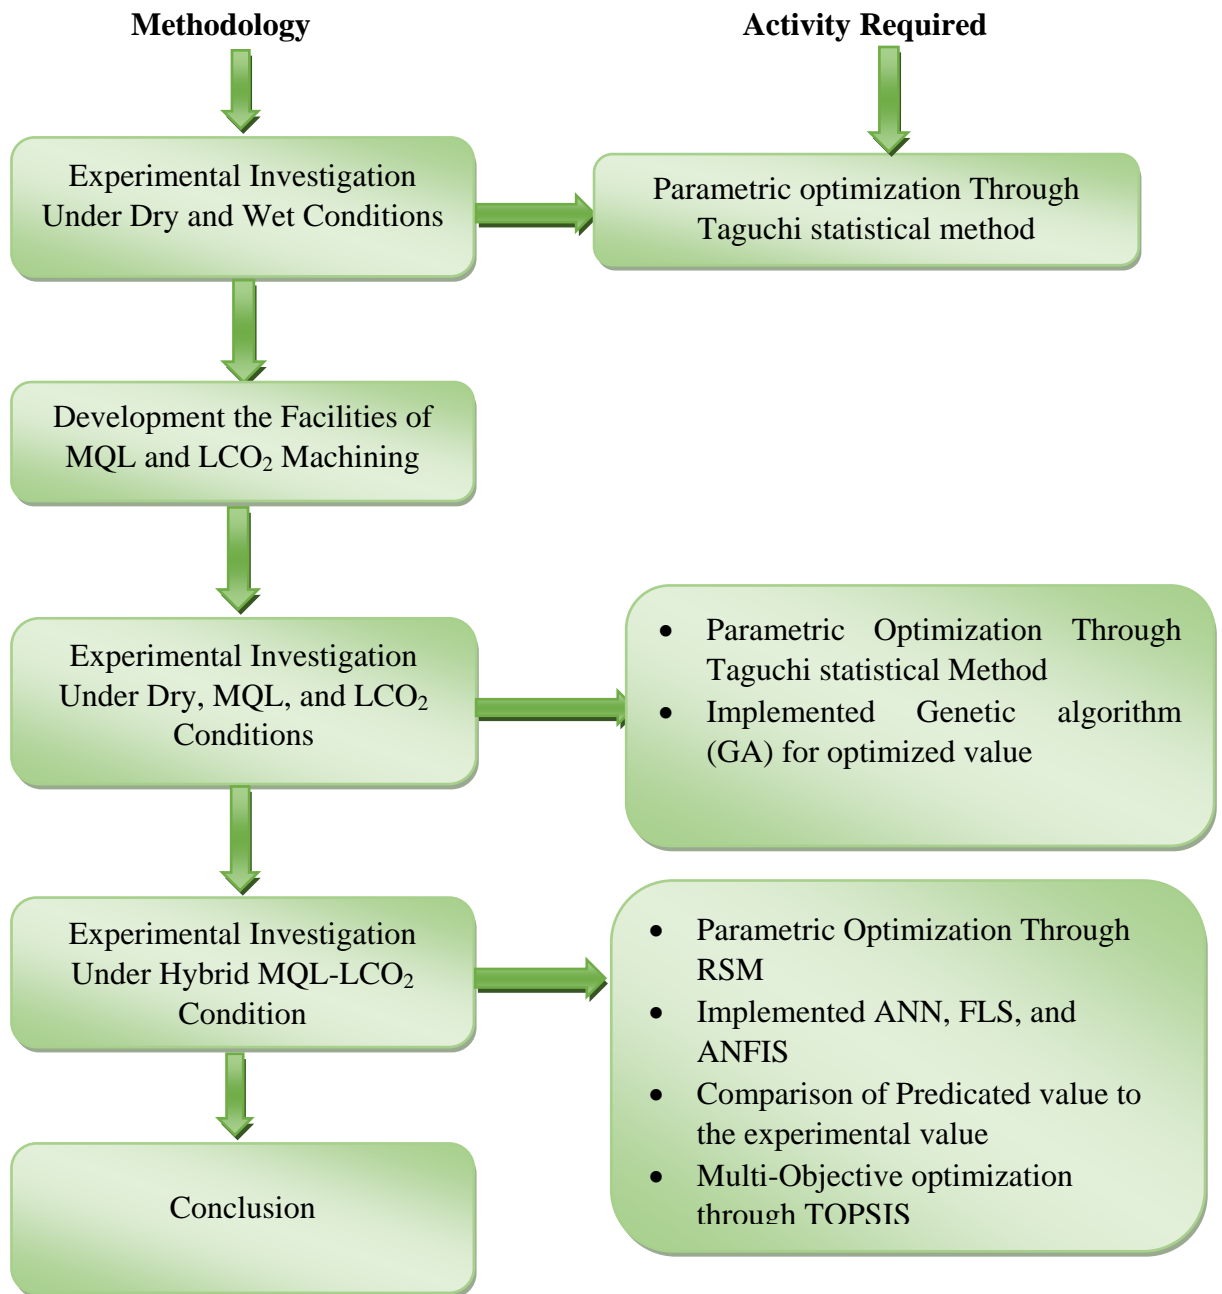 Methodology
Activity Required
Experimental Investigation
Under Dry and Wet Conditions
Parametric optimization Through
Taguchi statistical method
Development the Facilities of
MQL and LCO₂ Machining
Experimental Investigation
Under Dry, MQL, and LCO₂
Conditions
• Parametric Optimization Through
Taguchi statistical Method
• Implemented Genetic algorithm
(GA) for optimized value
Experimental Investigation
Under Hybrid MQL-LCO₂
Condition
• Parametric Optimization Through
RSM
• Implemented ANN, FLS, and
ANFIS
• Comparison of Predicated value to
the experimental value
• Multi-Objective optimization
through TOPSIS
Conclusion